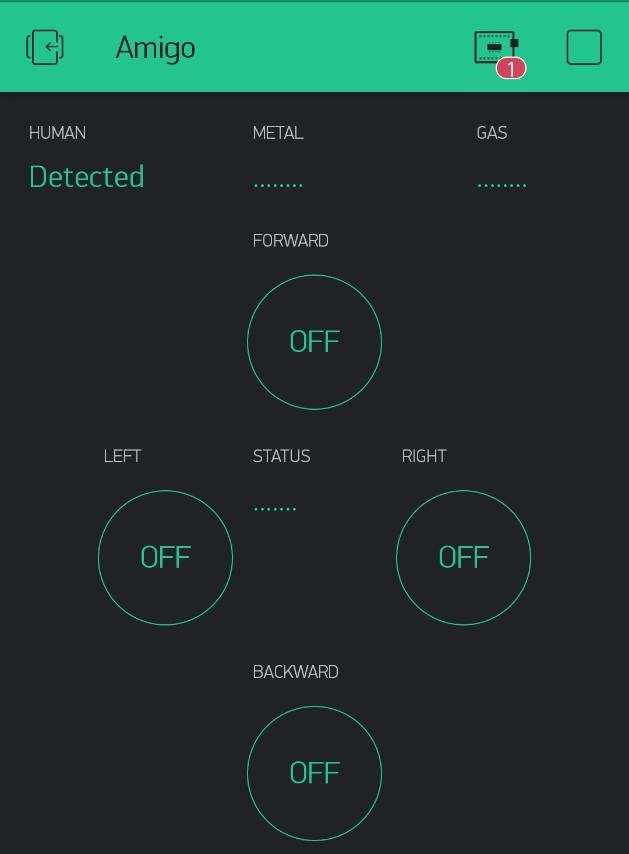 Amigo
1
HUMAN METAL GAS
Detected ........ ........
FORWARD
OFF
LEFT STATUS RIGHT
.......
OFF OFF
BACKWARD
OFF